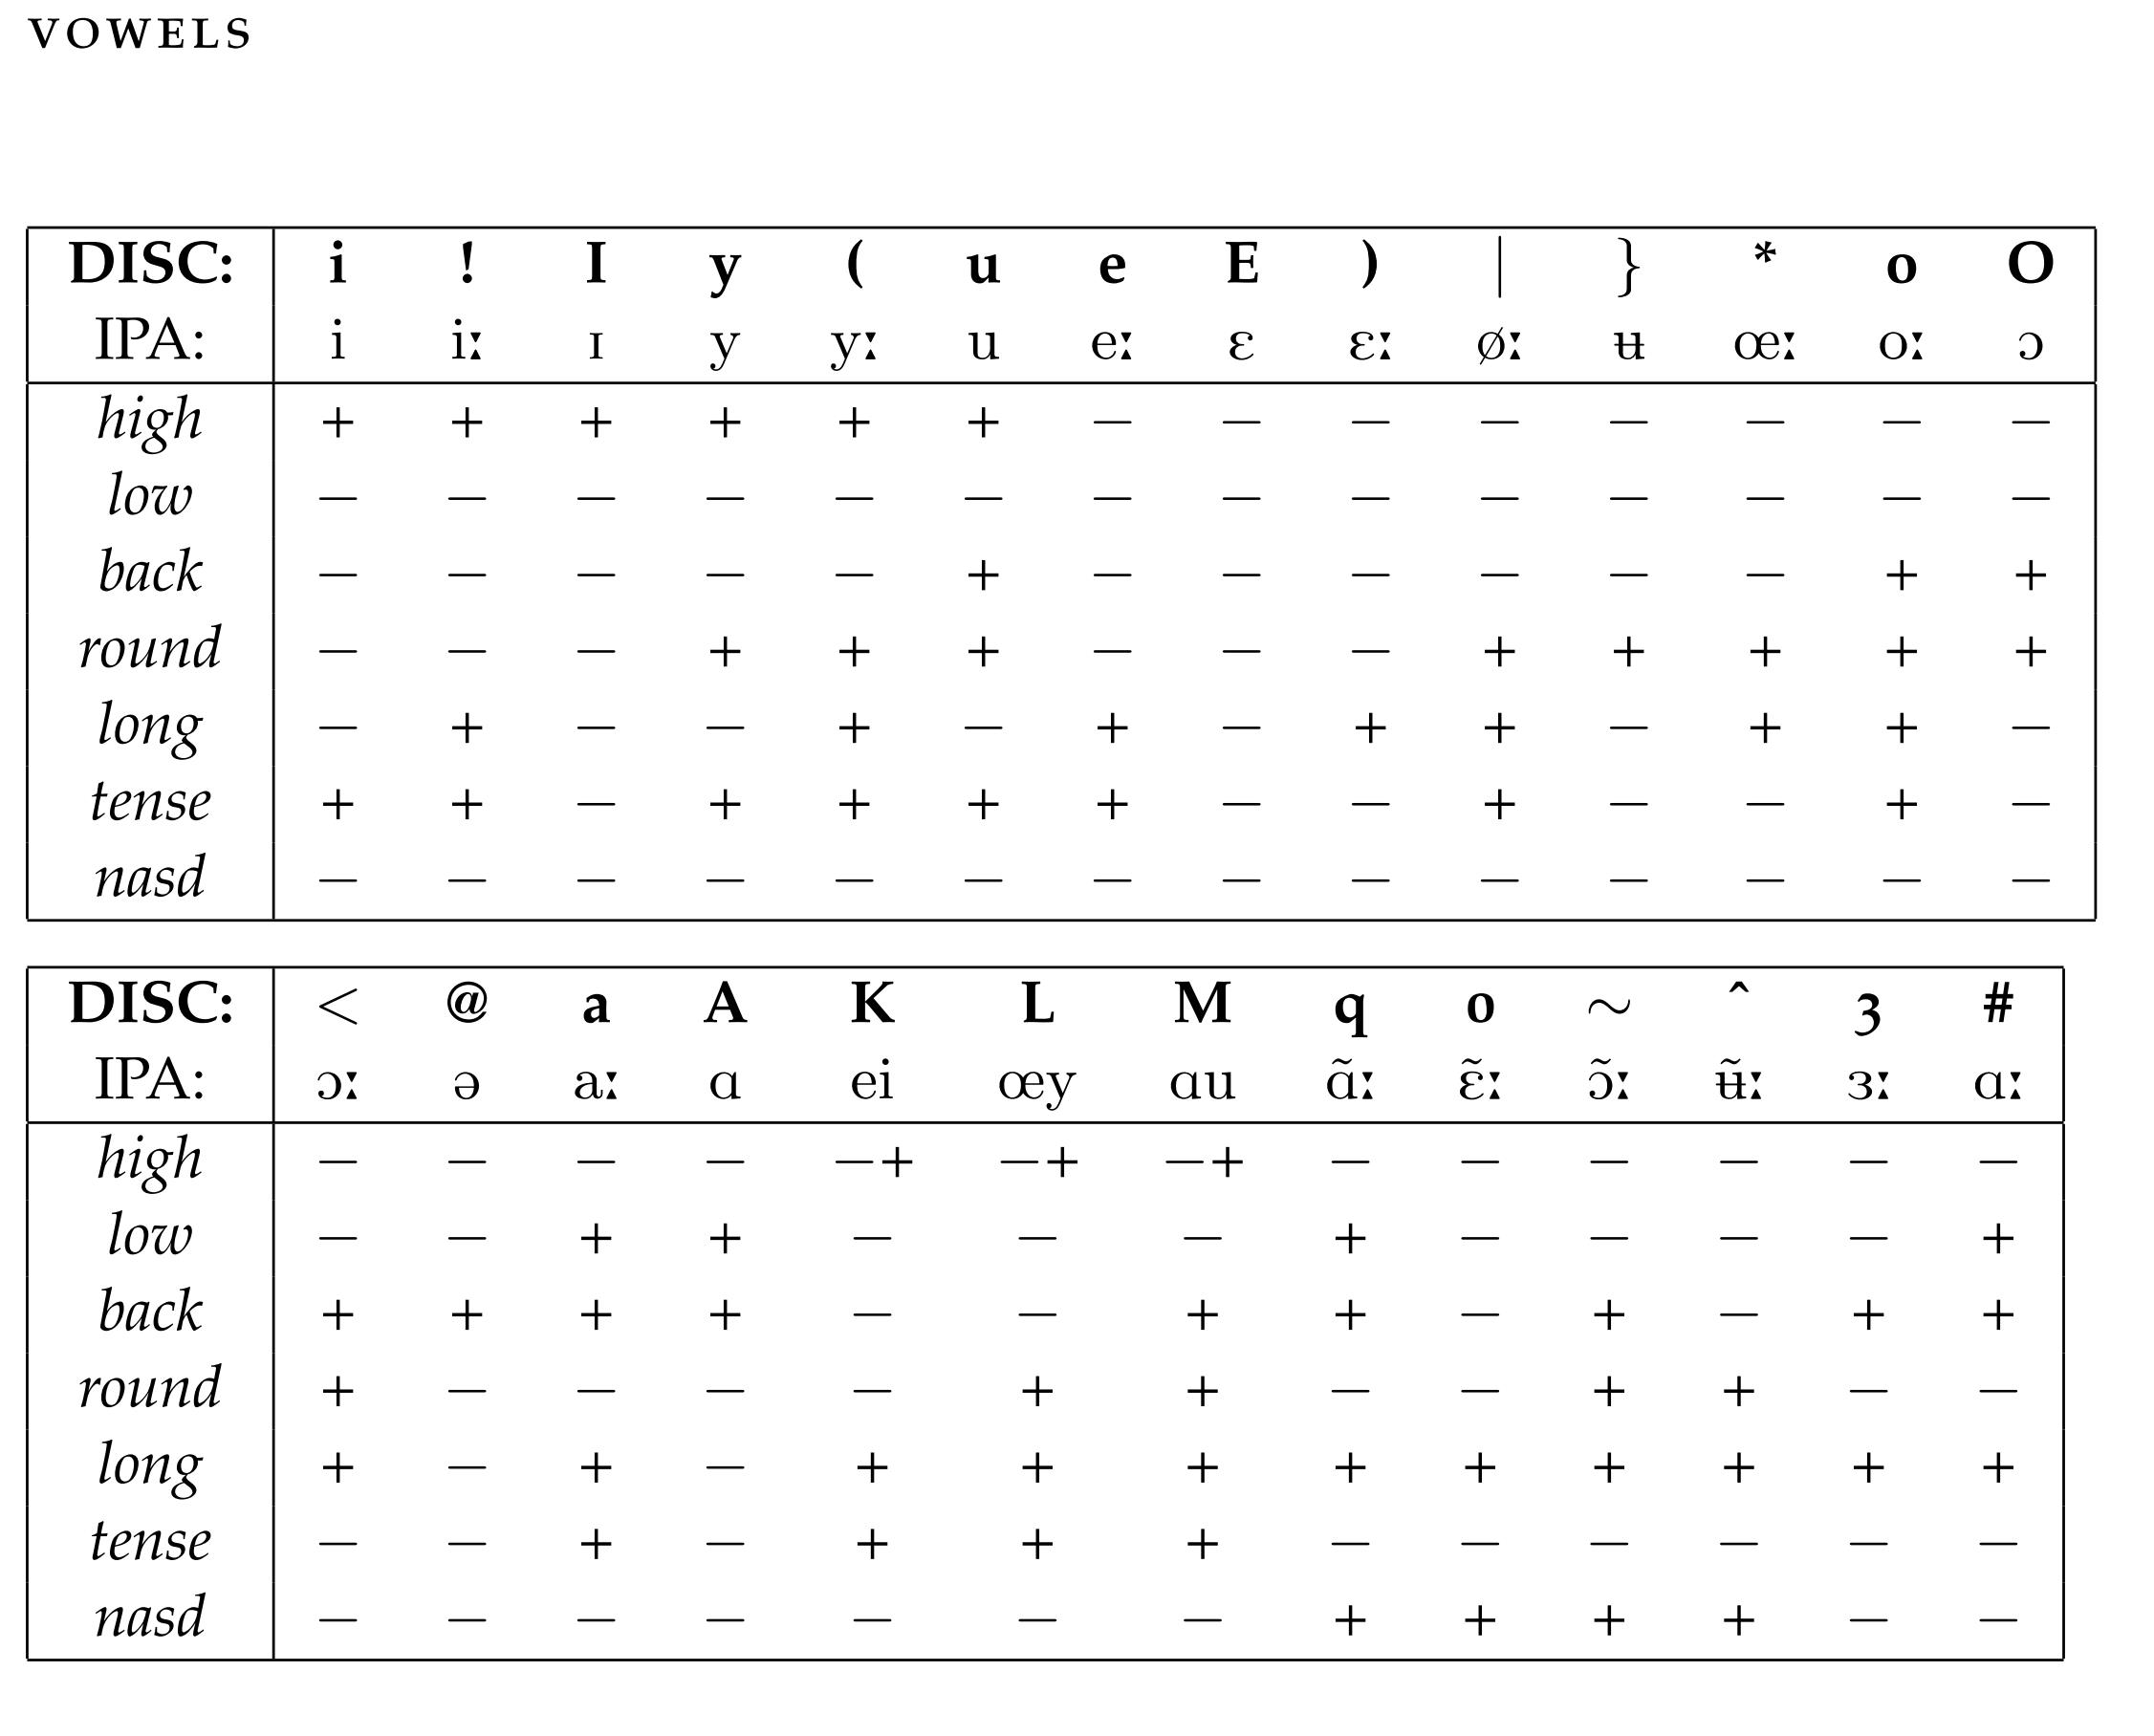 VOWELS
DISC: i ! I y ( u e E ) | } * o O
IPA: i iː ɪ y yː u eː ɛ ɛː øː ʉ œː oː ɔ
high + + + + + + − − − − − − − −
low − − − − − − − − − − − − − −
back − − − − − + − − − − − − + +
round − − − + + + − − − + + + + +
long − + − − + − + − + + − + + −
tense + + − + + + + − − + − − + −
nasd − − − − − − − − − − − − − −
DISC: < @ a A K L M q o ~ ^ 3 #
IPA: ɔː ə aː ɑ ei œy ɑu ɑ̃ː ɛ̃ː ɔ̃ː ʉ̃ː ɜː ɑː
high − − − − −+ −+ −+ − − − − − −
low − − + + − − − + − − − − +
back + + + + − − + + − + − + +
round + − − − − + + − − + + − −
long + − + − + + + + + + + + +
tense − − + − + + + − − − − − −
nasd − − − − − − − + + + + − −